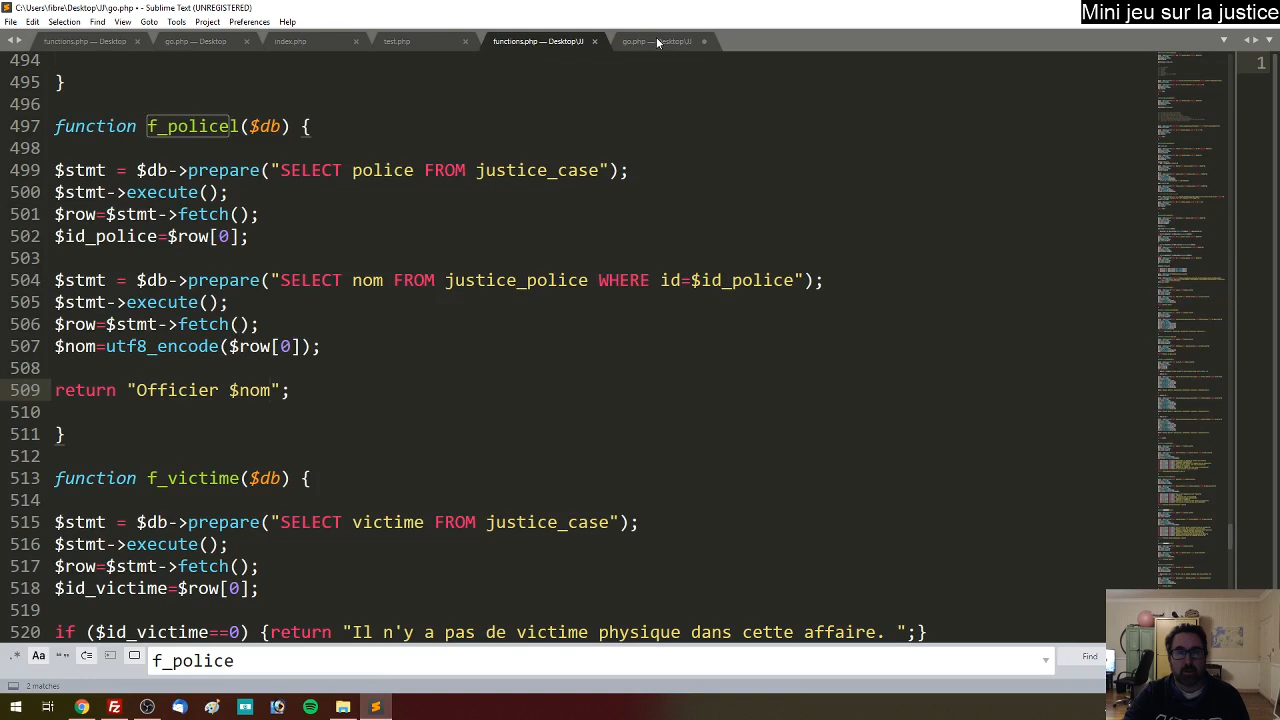 C:\Users\fibre\Desktop\JJ\go.php • - Sublime Text (UNREGISTERED)
Mini jeu sur la justice
File Edit Selection Find View Goto Tools Project Preferences Help
functions.php — Desktop go.php — Desktop index.php test.php functions.php — Desktop\JJ go.php — Desktop\JJ
494
495 }
496
497 function f_policel($db) {
498
499 $stmt = $db->prepare("SELECT police FROM justice_case");
500 $stmt->execute();
501 $row=$stmt->fetch();
502 $id_police=$row[0];
503
504 $stmt = $db->prepare("SELECT nom FROM justice_police WHERE id=$id_police");
505 $stmt->execute();
506 $row=$stmt->fetch();
507 $nom=utf8_encode($row[0]);
508
509 return "Officier $nom";
510
511 }
512
513 function f_victime($db) {
514
515 $stmt = $db->prepare("SELECT victime FROM justice_case");
516 $stmt->execute();
517 $row=$stmt->fetch();
518 $id_victime=$row[0];
519
520 if ($id_victime==0) {return "Il n'y a pas de victime physique dans cette affaire. ";}
1
.* Aa “” f_police Find
2 matches